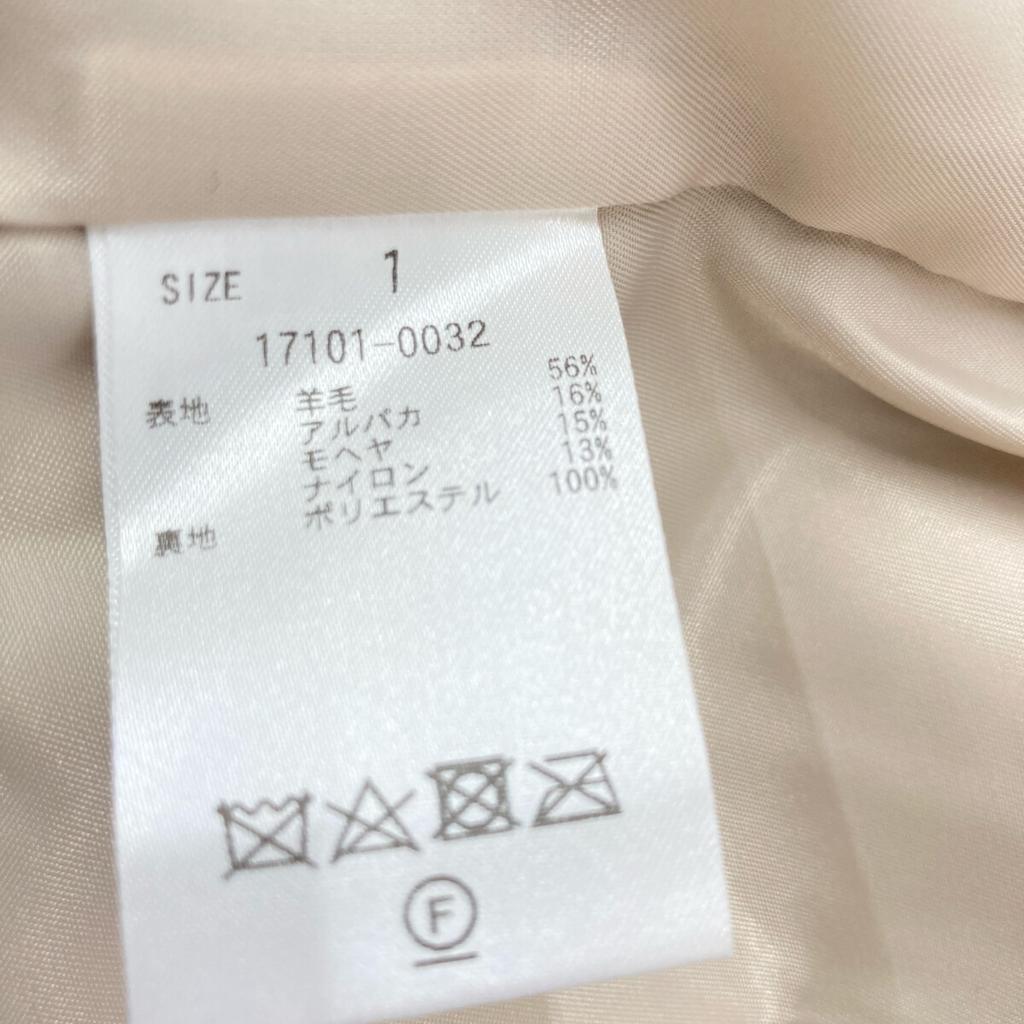 SIZE 1
17101-0032
表地 羊毛 56%
アルパカ 16%
モヘヤ 15%
ナイロン 13%
裏地 ポリエステル 100%
F